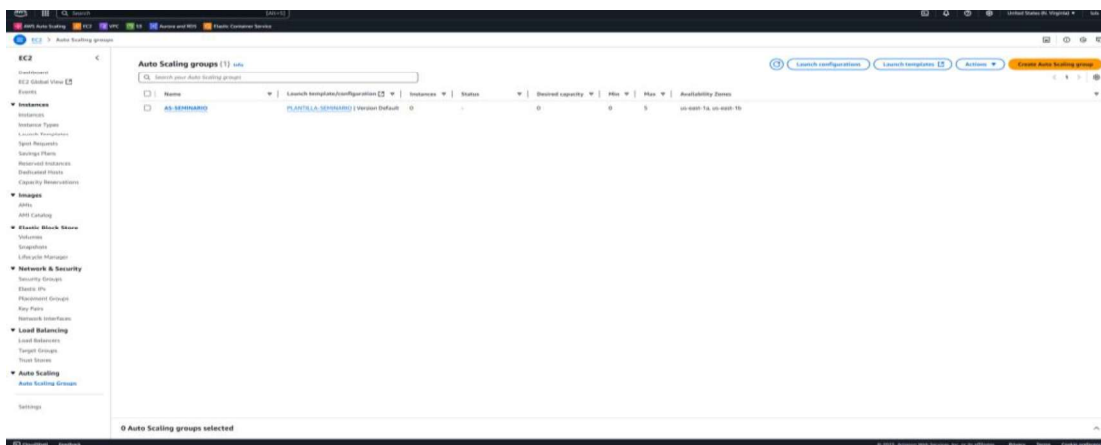 aws Search [Alt+S] United States (N. Virginia)
AWS Auto Scaling EC2 VPC S3 Aurora and RDS Elastic Container Service
EC2 > Auto Scaling groups
EC2
Dashboard
EC2 Global View
Events
Instances
Instances
Instance Types
Launch Templates
Spot Requests
Savings Plans
Reserved Instances
Dedicated Hosts
Capacity Reservations
Images
AMIs
AMI Catalog
Elastic Block Store
Volumes
Snapshots
Lifecycle Manager
Network & Security
Security Groups
Elastic IPs
Placement Groups
Key Pairs
Network Interfaces
Load Balancing
Load Balancers
Target Groups
Trust Stores
Auto Scaling
Auto Scaling Groups
Settings
Auto Scaling groups (1) Info
Launch configurations Launch templates Actions Create Auto Scaling group
Search your Auto Scaling groups
1
Name Launch template/configuration Instances Status Desired capacity Min Max Availability Zones
AS-SEMINARIO PLANTILLA-SEMINARIO | Version Default 0 - 0 0 5 us-east-1a, us-east-1b
0 Auto Scaling groups selected
CloudShell Feedback Privacy Terms Cookie preferences